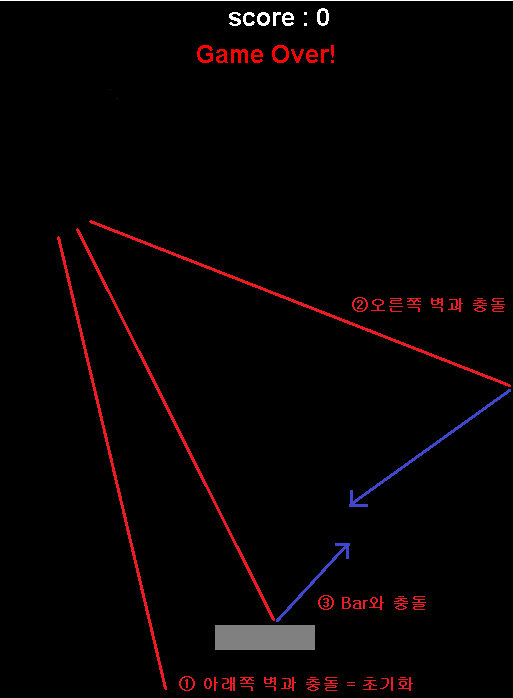 score : 0
Game Over!
②오른쪽 벽과 충돌
③ Bar와 충돌
① 아래쪽 벽과 충돌 = 초기화